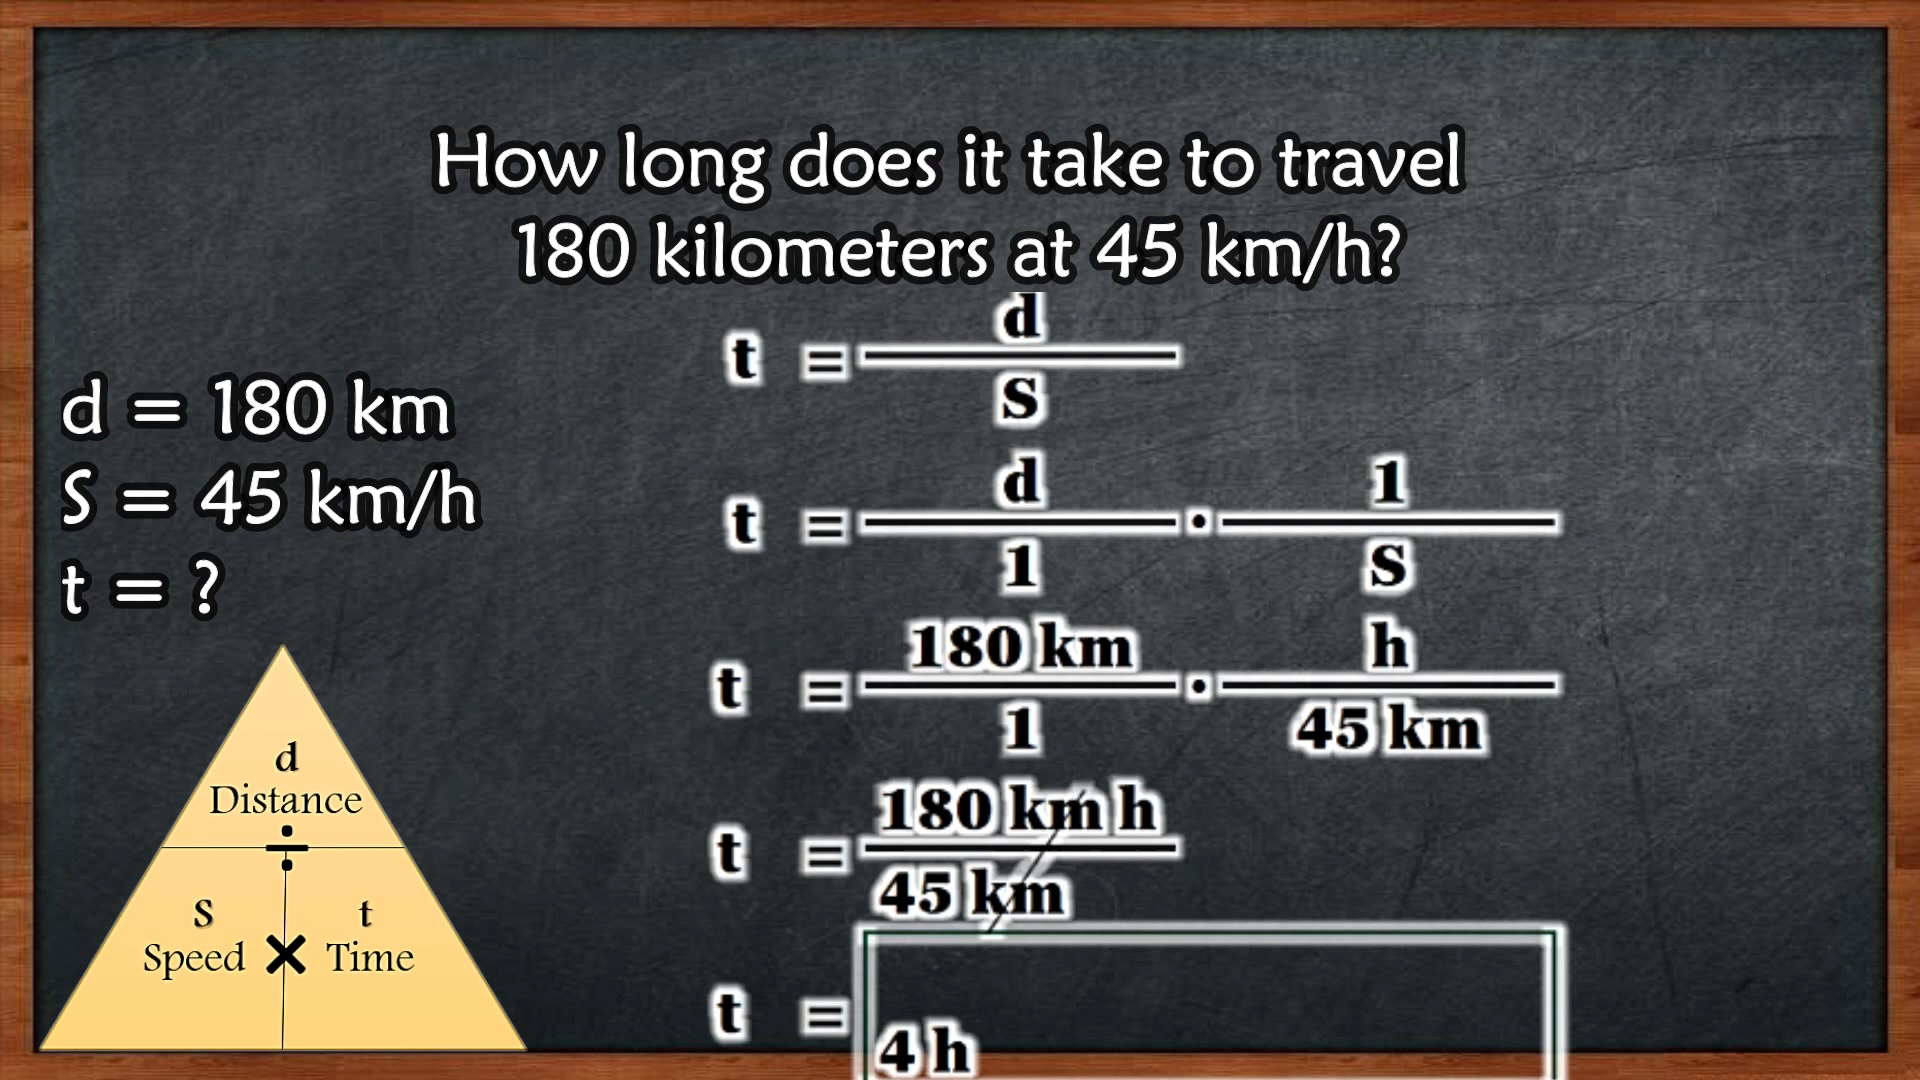 How long does it take to travel
180 kilometers at 45 km/h?
d = 180 km
S = 45 km/h
t = ?
d
Distance
÷
S
Speed
×
t
Time
t = d
S
t = d • 1
1 S
t = 180 km • h
1 45 km
t = 180 km h
45 km
t = 4 h